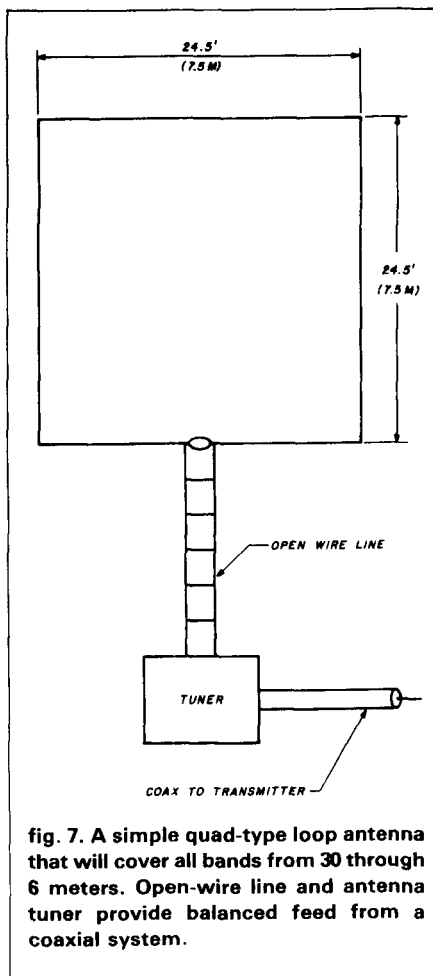 24.5'
(7.5 M)
24.5'
(7.5 M)
OPEN WIRE LINE
TUNER
COAX TO TRANSMITTER
fig. 7. A simple quad-type loop antenna
that will cover all bands from 30 through
6 meters. Open-wire line and antenna
tuner provide balanced feed from a
coaxial system.